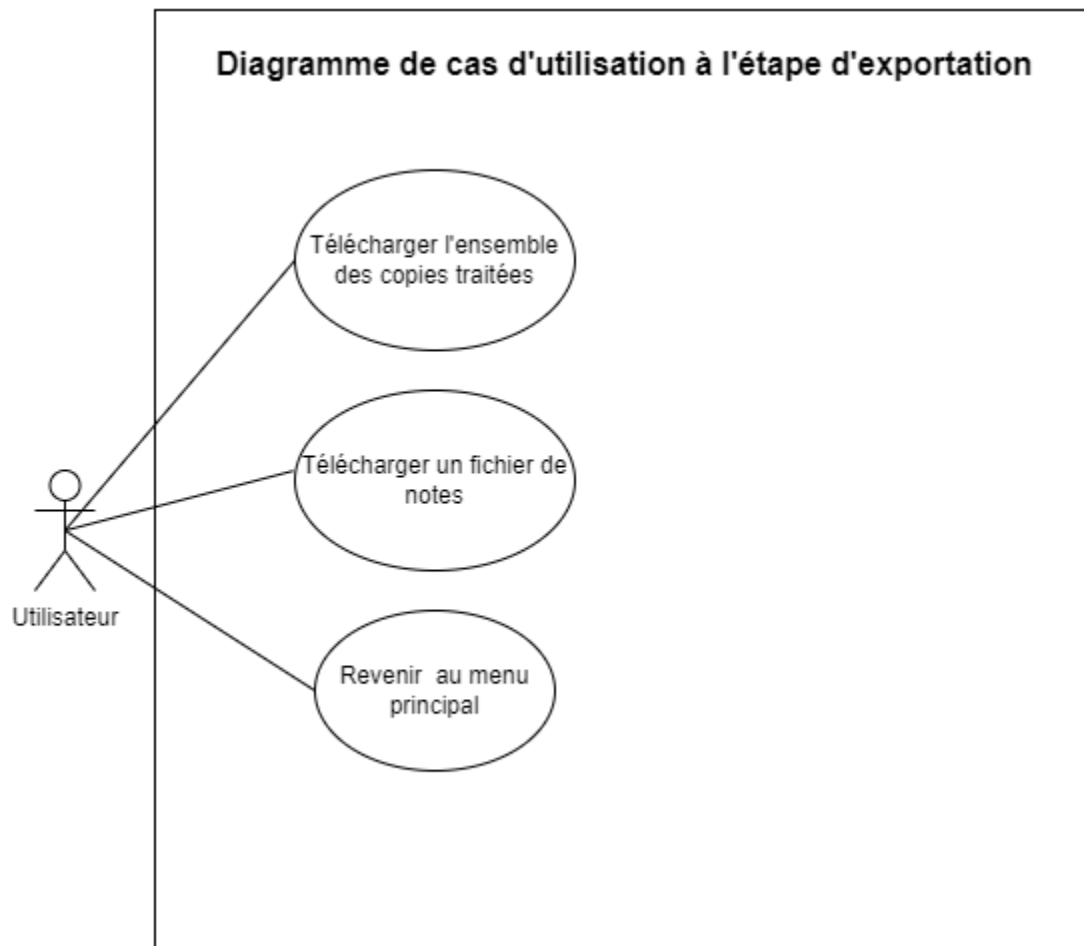 Diagramme de cas d'utilisation à l'étape d'exportation
Télécharger l'ensemble
des copies traitées
Télécharger un fichier de
notes
Utilisateur
Revenir au menu
principal